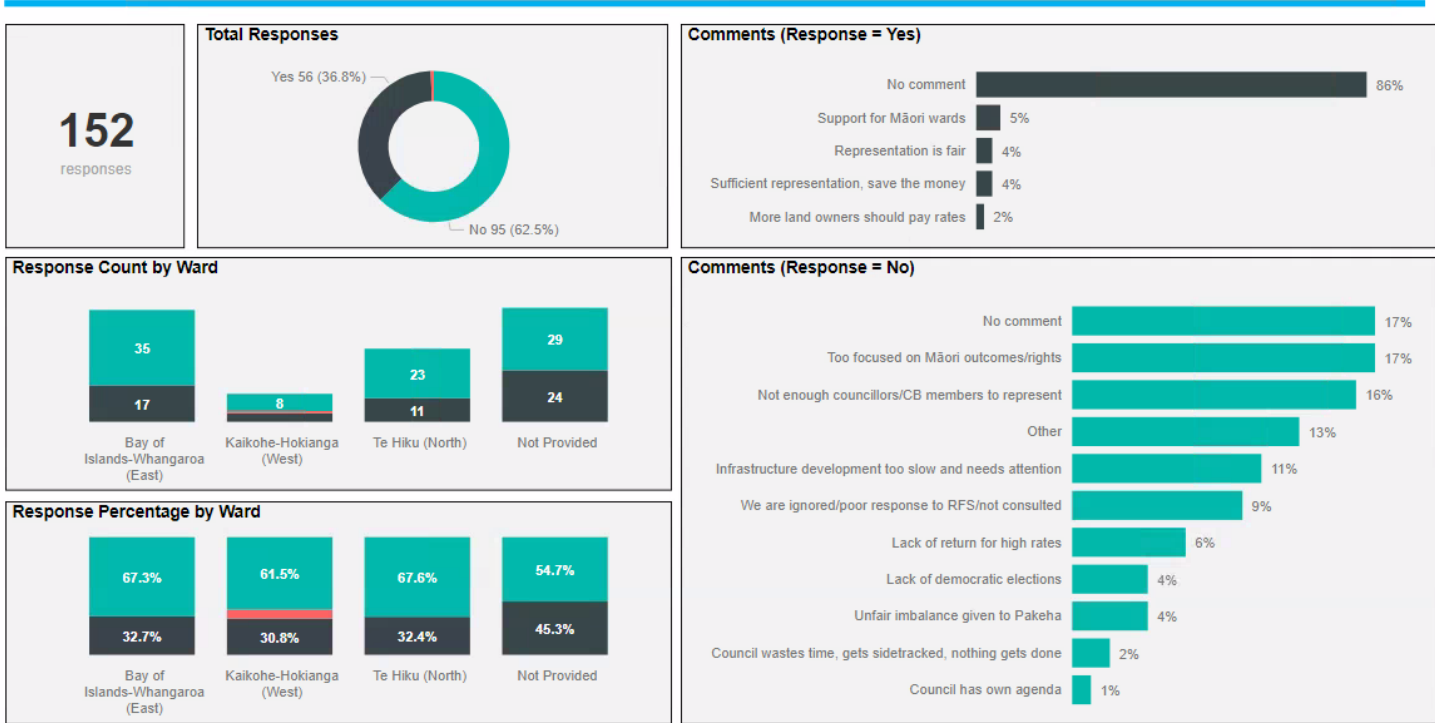 152
responses
Total Responses
Yes 56 (36.8%)
No 95 (62.5%)
Comments (Response = Yes)
No comment 86%
Support for Māori wards 5%
Representation is fair 4%
Sufficient representation, save the money 4%
More land owners should pay rates 2%
Response Count by Ward
35
17
8
23
11
29
24
Bay of
Islands-Whangaroa
(East)
Kaikohe-Hokianga
(West)
Te Hiku (North)
Not Provided
Response Percentage by Ward
67.3%
32.7%
61.5%
30.8%
67.6%
32.4%
54.7%
45.3%
Bay of
Islands-Whangaroa
(East)
Kaikohe-Hokianga
(West)
Te Hiku (North)
Not Provided
Comments (Response = No)
No comment 17%
Too focused on Māori outcomes/rights 17%
Not enough councillors/CB members to represent 16%
Other 13%
Infrastructure development too slow and needs attention 11%
We are ignored/poor response to RFS/not consulted 9%
Lack of return for high rates 6%
Lack of democratic elections 4%
Unfair imbalance given to Pakeha 4%
Council wastes time, gets sidetracked, nothing gets done 2%
Council has own agenda 1%